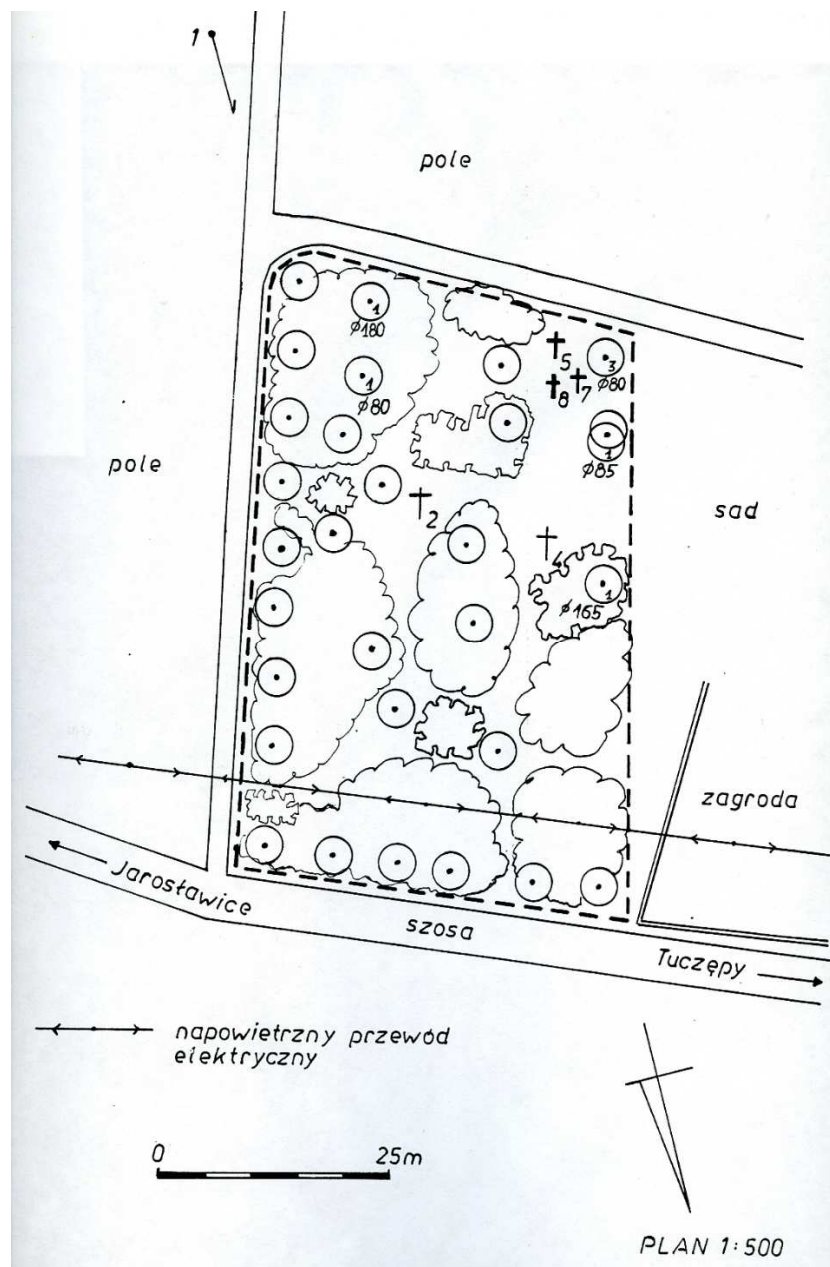 1
pole
1
ø180
5
3
8
7
ø80
1
ø80
1
ø85
pole
2
sad
4
1
ø165
zagroda
Jarosławice
szosa
Tuczępy
napowietrzny przewód
elektryczny
0
25m
PLAN 1:500